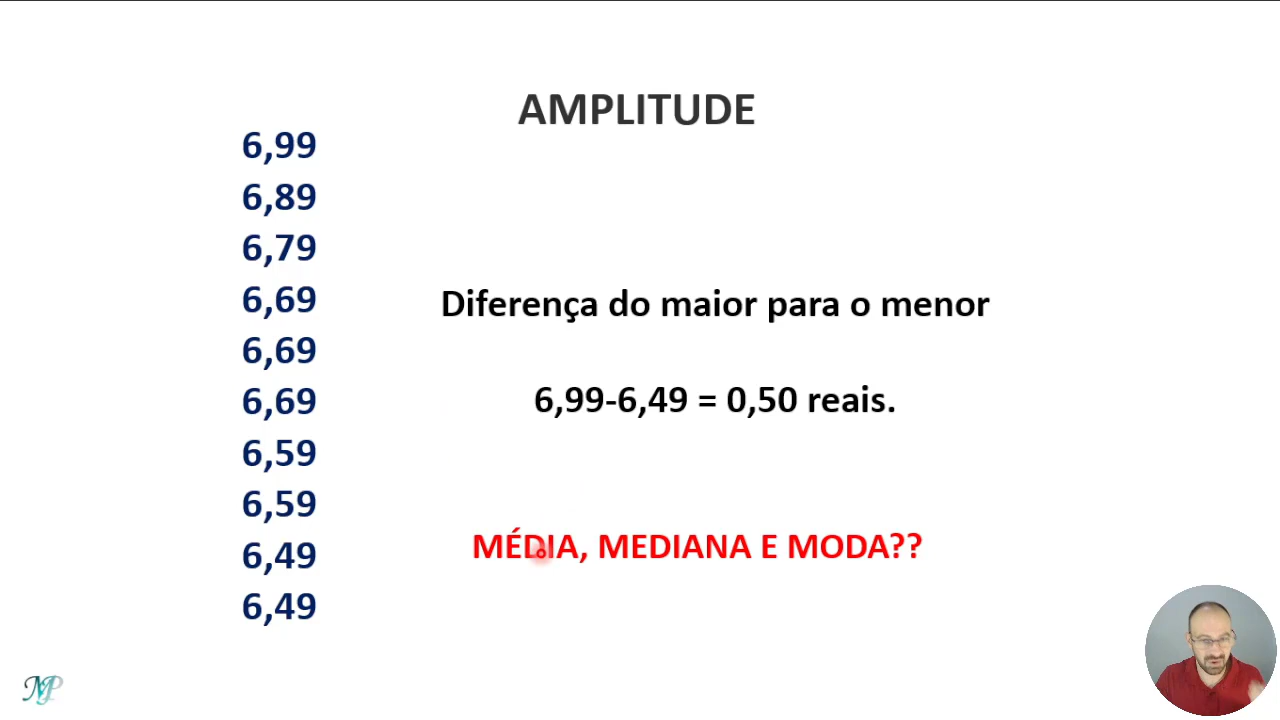 AMPLITUDE
6,99
6,89
6,79
6,69
6,69
6,69
6,59
6,59
6,49
6,49
Diferença do maior para o menor
6,99-6,49 = 0,50 reais.
MÉDIA, MEDIANA E MODA??
MP